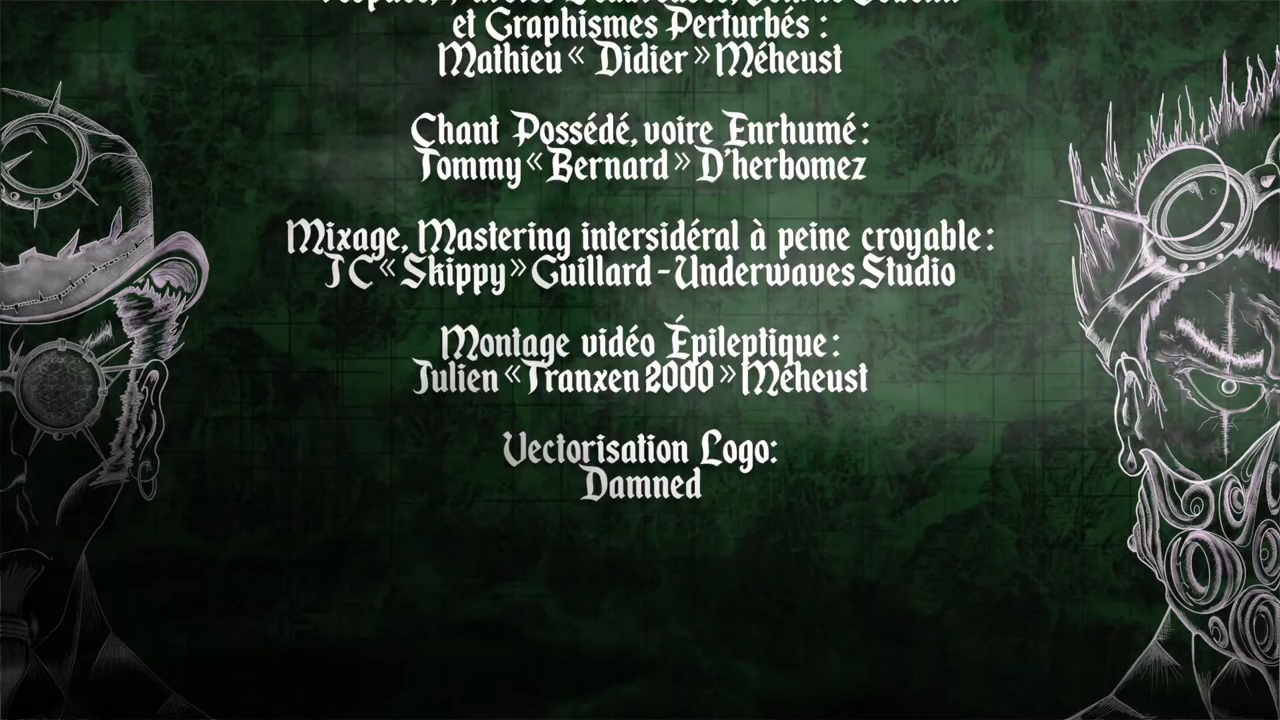 et Graphismes Perturbés :
Mathieu « Didier » Méheust
Chant Possédé, voire Enrhumé :
Tommy « Bernard » D'herbomez
Mixage, Mastering intersidéral à peine croyable :
JC « Skippy » Guillard - Underwaves Studio
Montage vidéo Épileptique :
Julien « Tranxen 2000 » Méheust
Vectorisation Logo:
Damned